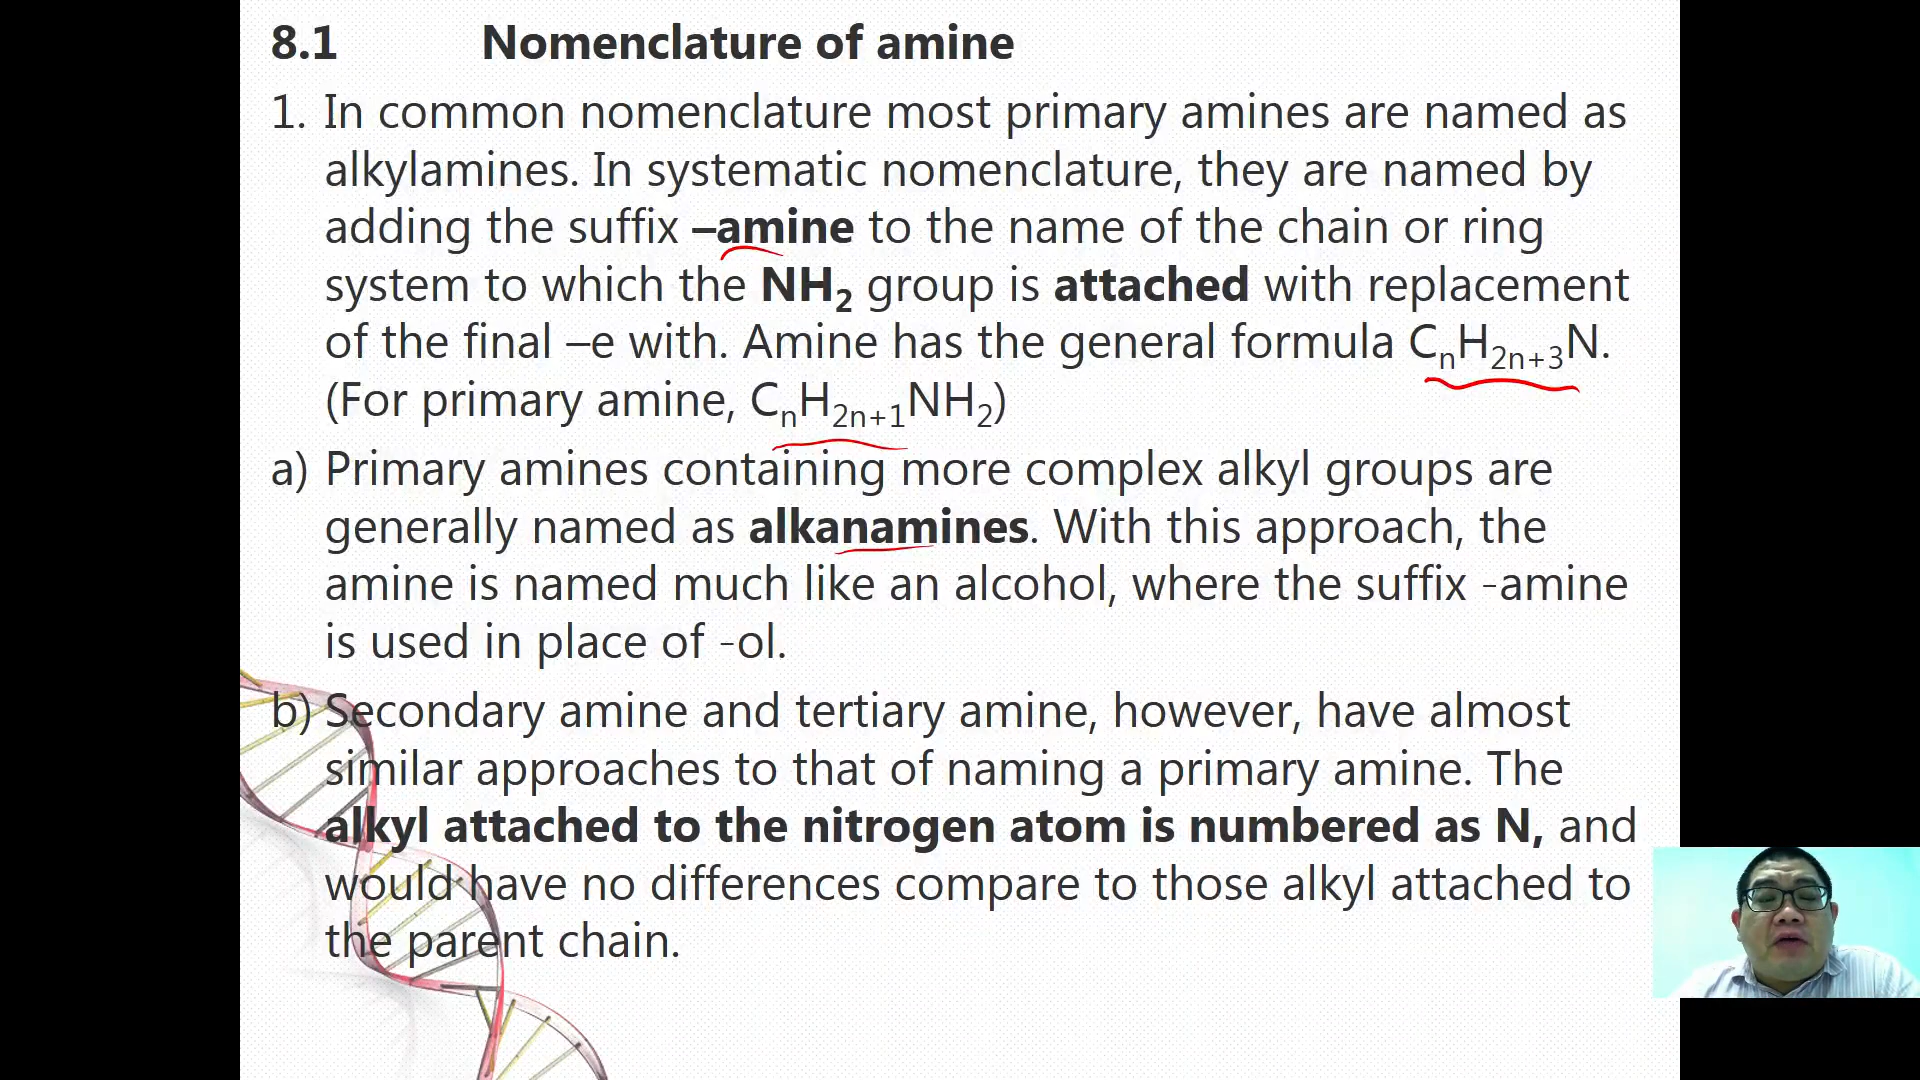 8.1 Nomenclature of amine
1. In common nomenclature most primary amines are named as
alkylamines. In systematic nomenclature, they are named by
adding the suffix –amine to the name of the chain or ring
system to which the NH₂ group is attached with replacement
of the final –e with. Amine has the general formula CₙH₂ₙ₊₃N.
(For primary amine, CₙH₂ₙ₊₁NH₂)
a) Primary amines containing more complex alkyl groups are
generally named as alkanamines. With this approach, the
amine is named much like an alcohol, where the suffix -amine
is used in place of -ol.
b) Secondary amine and tertiary amine, however, have almost
similar approaches to that of naming a primary amine. The
alkyl attached to the nitrogen atom is numbered as N, and
would have no differences compare to those alkyl attached to
the parent chain.